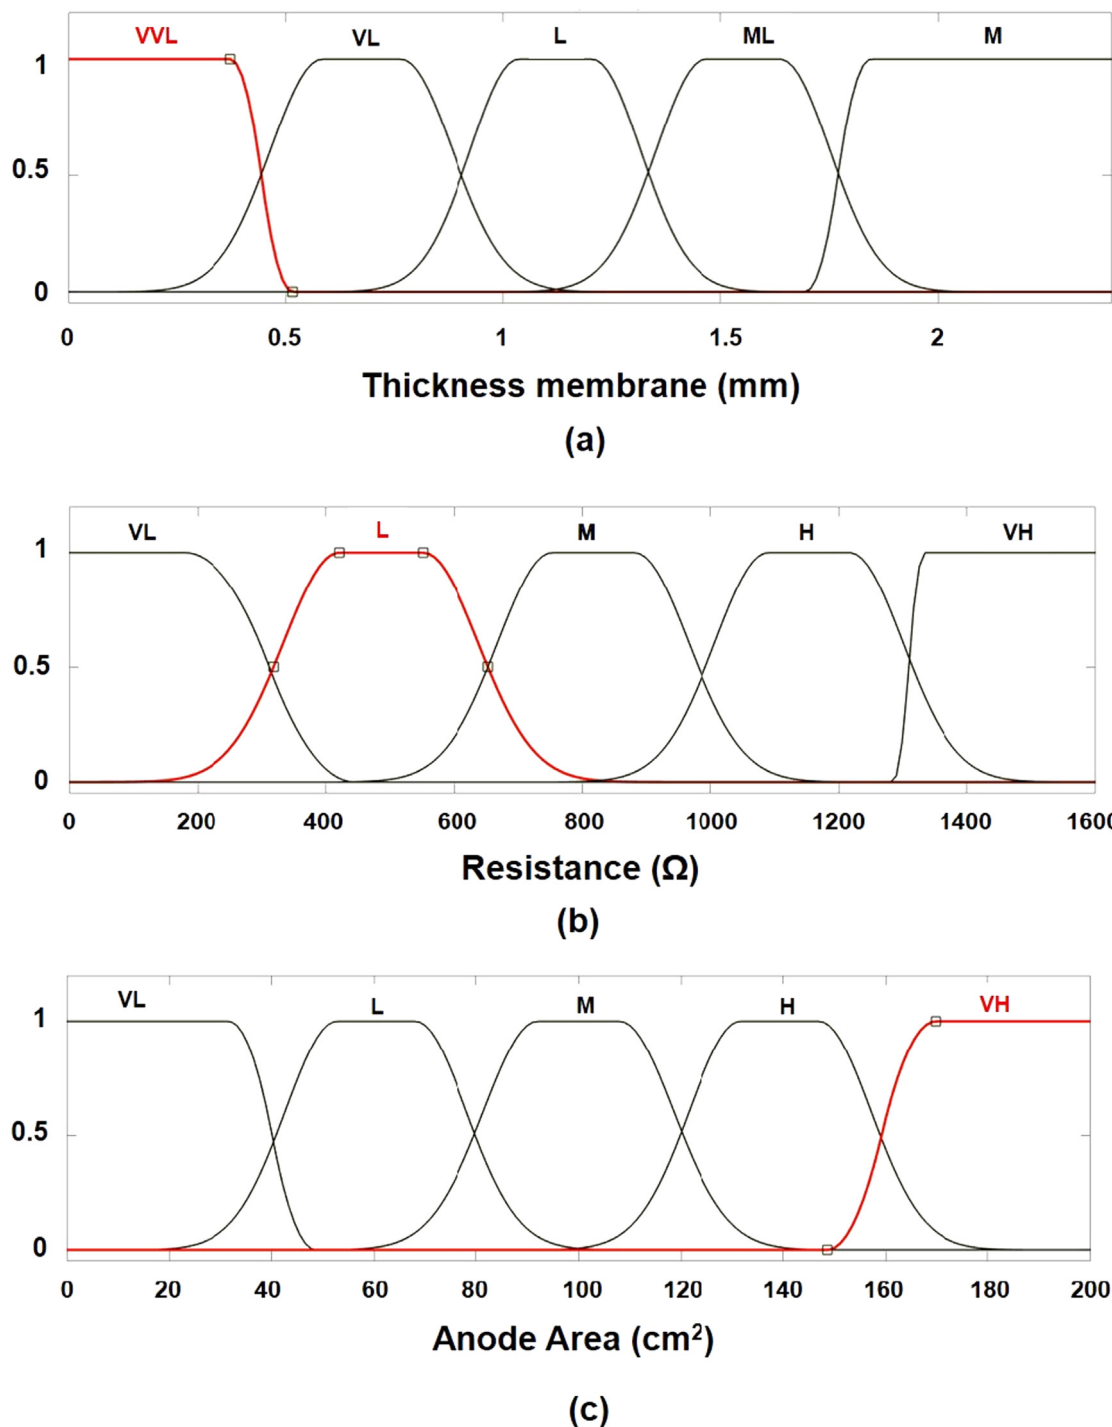 VVL VL L ML M
1
0.5
0
0 0.5 1 1.5 2
Thickness membrane (mm)
(a)
VL L M H VH
1
0.5
0
0 200 400 600 800 1000 1200 1400 1600
Resistance (Ω)
(b)
VL L M H VH
1
0.5
0
0 20 40 60 80 100 120 140 160 180 200
Anode Area (cm²)
(c)